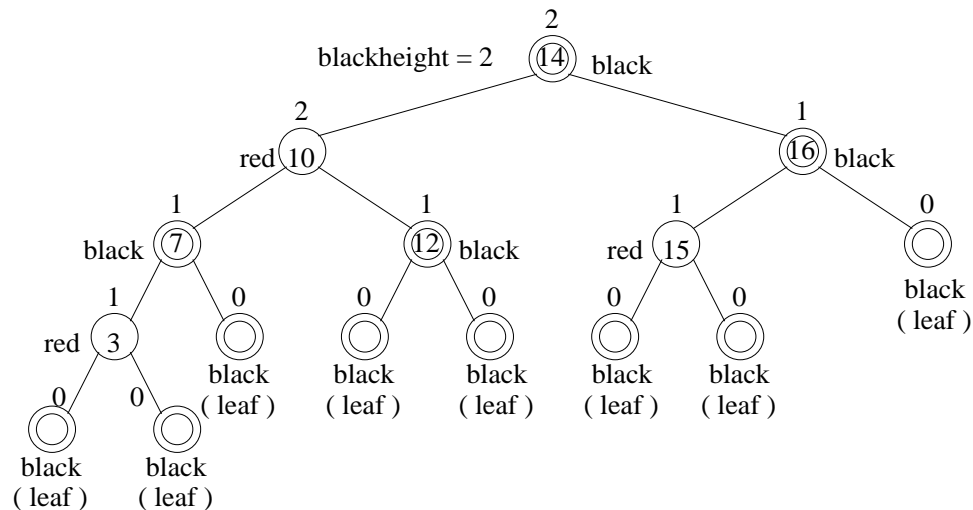 2
blackheight = 2 14 black
2 1
red 10 16 black
1 1 1 0
black 7 12 black red 15
1 0 0 0 0 0 black
( leaf )
red 3
0 0 black black black black black
( leaf ) ( leaf ) ( leaf ) ( leaf ) ( leaf )
black black
( leaf ) ( leaf )